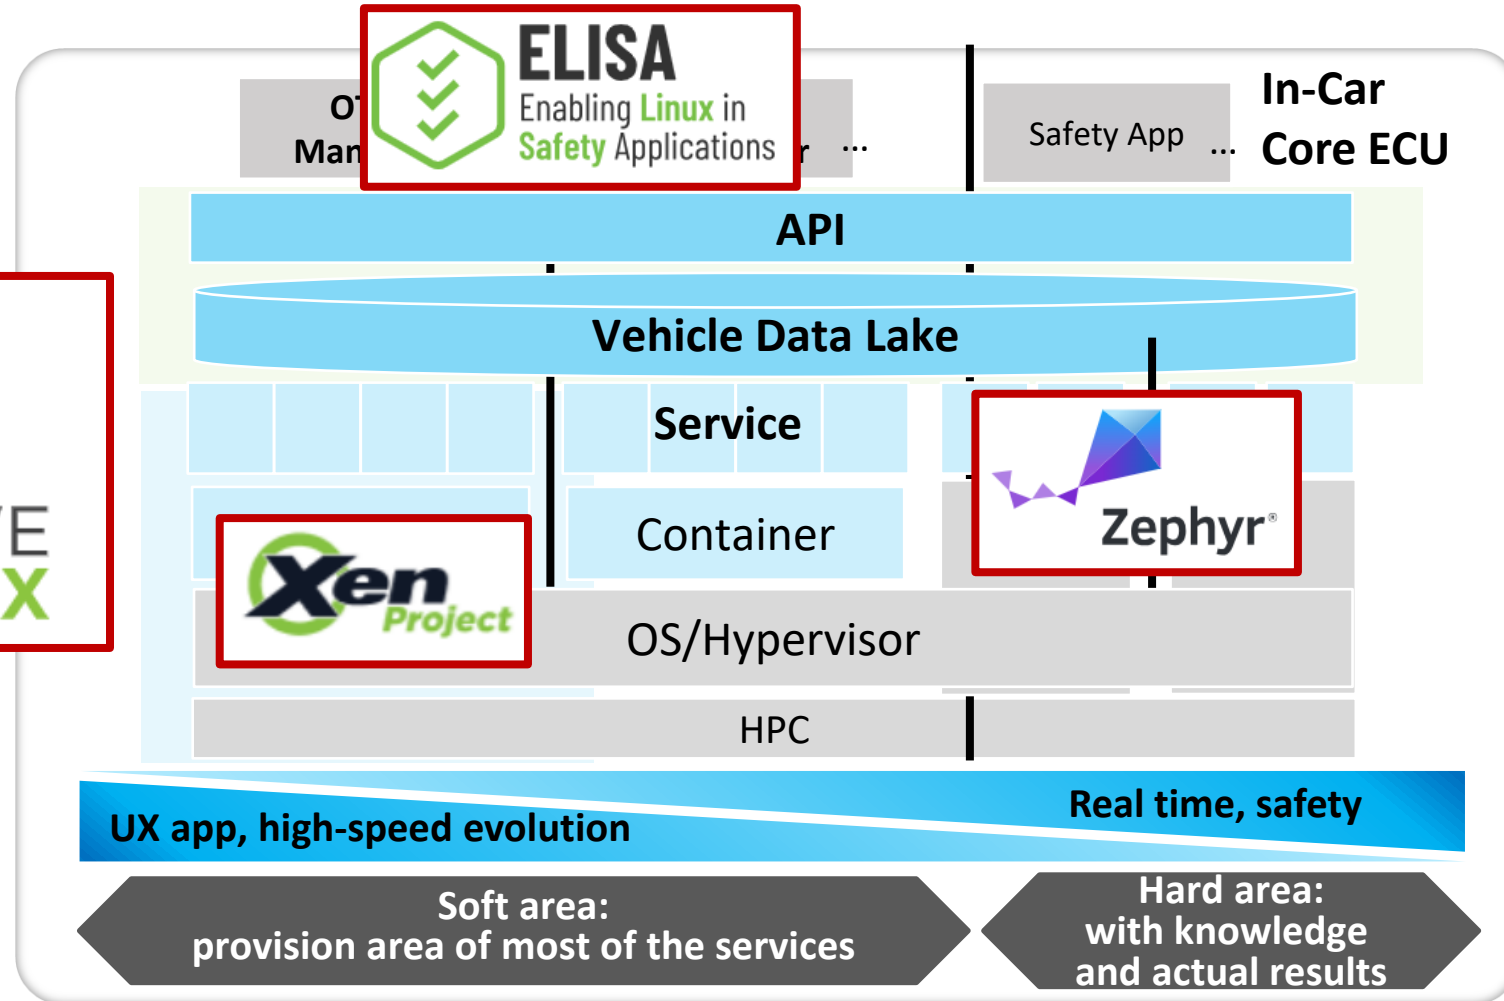 ELISA
Enabling Linux in
Safety Applications
Safety App
...
...
In-Car
Core ECU
API
Vehicle Data Lake
Service
Container
Zephyr®
Xen
Project
OS/Hypervisor
HPC
UX app, high-speed evolution
Real time, safety
Soft area:
provision area of most of the services
Hard area:
with knowledge
and actual results